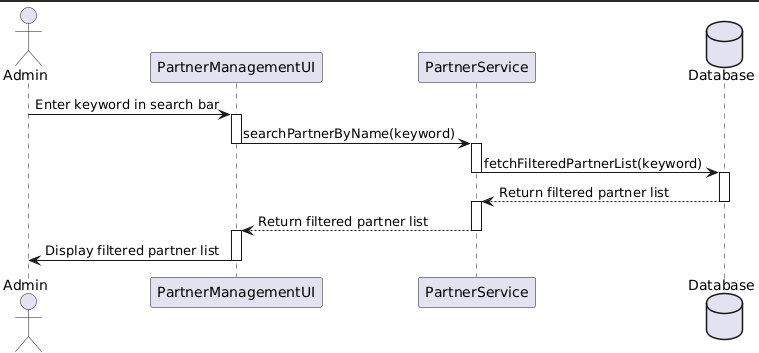 Admin
PartnerManagementUI
PartnerService
Database
Enter keyword in search bar
searchPartnerByName(keyword)
fetchFilteredPartnerList(keyword)
Return filtered partner list
Return filtered partner list
Display filtered partner list
Admin
PartnerManagementUI
PartnerService
Database